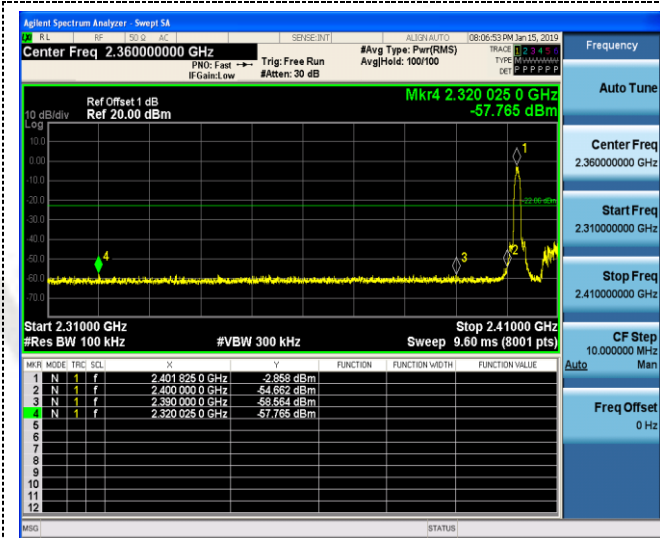 Agilent Spectrum Analyzer - Swept SA
LXI RL RF 50 Ω AC SENSE:INT ALIGN AUTO 08:06:53 PM Jan 15, 2019
Center Freq 2.360000000 GHz #Avg Type: Pwr(RMS) TRACE 1 2 3 4 5 6
PNO: Fast Trig: Free Run Avg|Hold: 100/100 TYPE M
IFGain:Low #Atten: 30 dB DET P P P P P P
Frequency
Auto Tune
Mkr4 2.320 025 0 GHz
-57.765 dBm
Ref Offset 1 dB
10 dB/div Ref 20.00 dBm
Log
10.0
0.00
-10.0
-20.0
-30.0
-40.0
-50.0
-60.0
-70.0
1
-22.86 dBm
2
3
4
Center Freq
2.360000000 GHz
Start Freq
2.310000000 GHz
Stop Freq
2.410000000 GHz
Start 2.31000 GHz Stop 2.41000 GHz
#Res BW 100 kHz #VBW 300 kHz Sweep 9.60 ms (8001 pts)
CF Step
10.000000 MHz
Auto Man
MKR MODE TRC SCL X Y FUNCTION FUNCTION WIDTH FUNCTION VALUE
1 N 1 f 2.401 825 0 GHz -2.858 dBm
2 N 1 f 2.400 000 0 GHz -54.662 dBm
3 N 1 f 2.390 000 0 GHz -58.564 dBm
4 N 1 f 2.320 025 0 GHz -57.765 dBm
5
6
7
8
9
10
11
12
Freq Offset
0 Hz
MSG STATUS